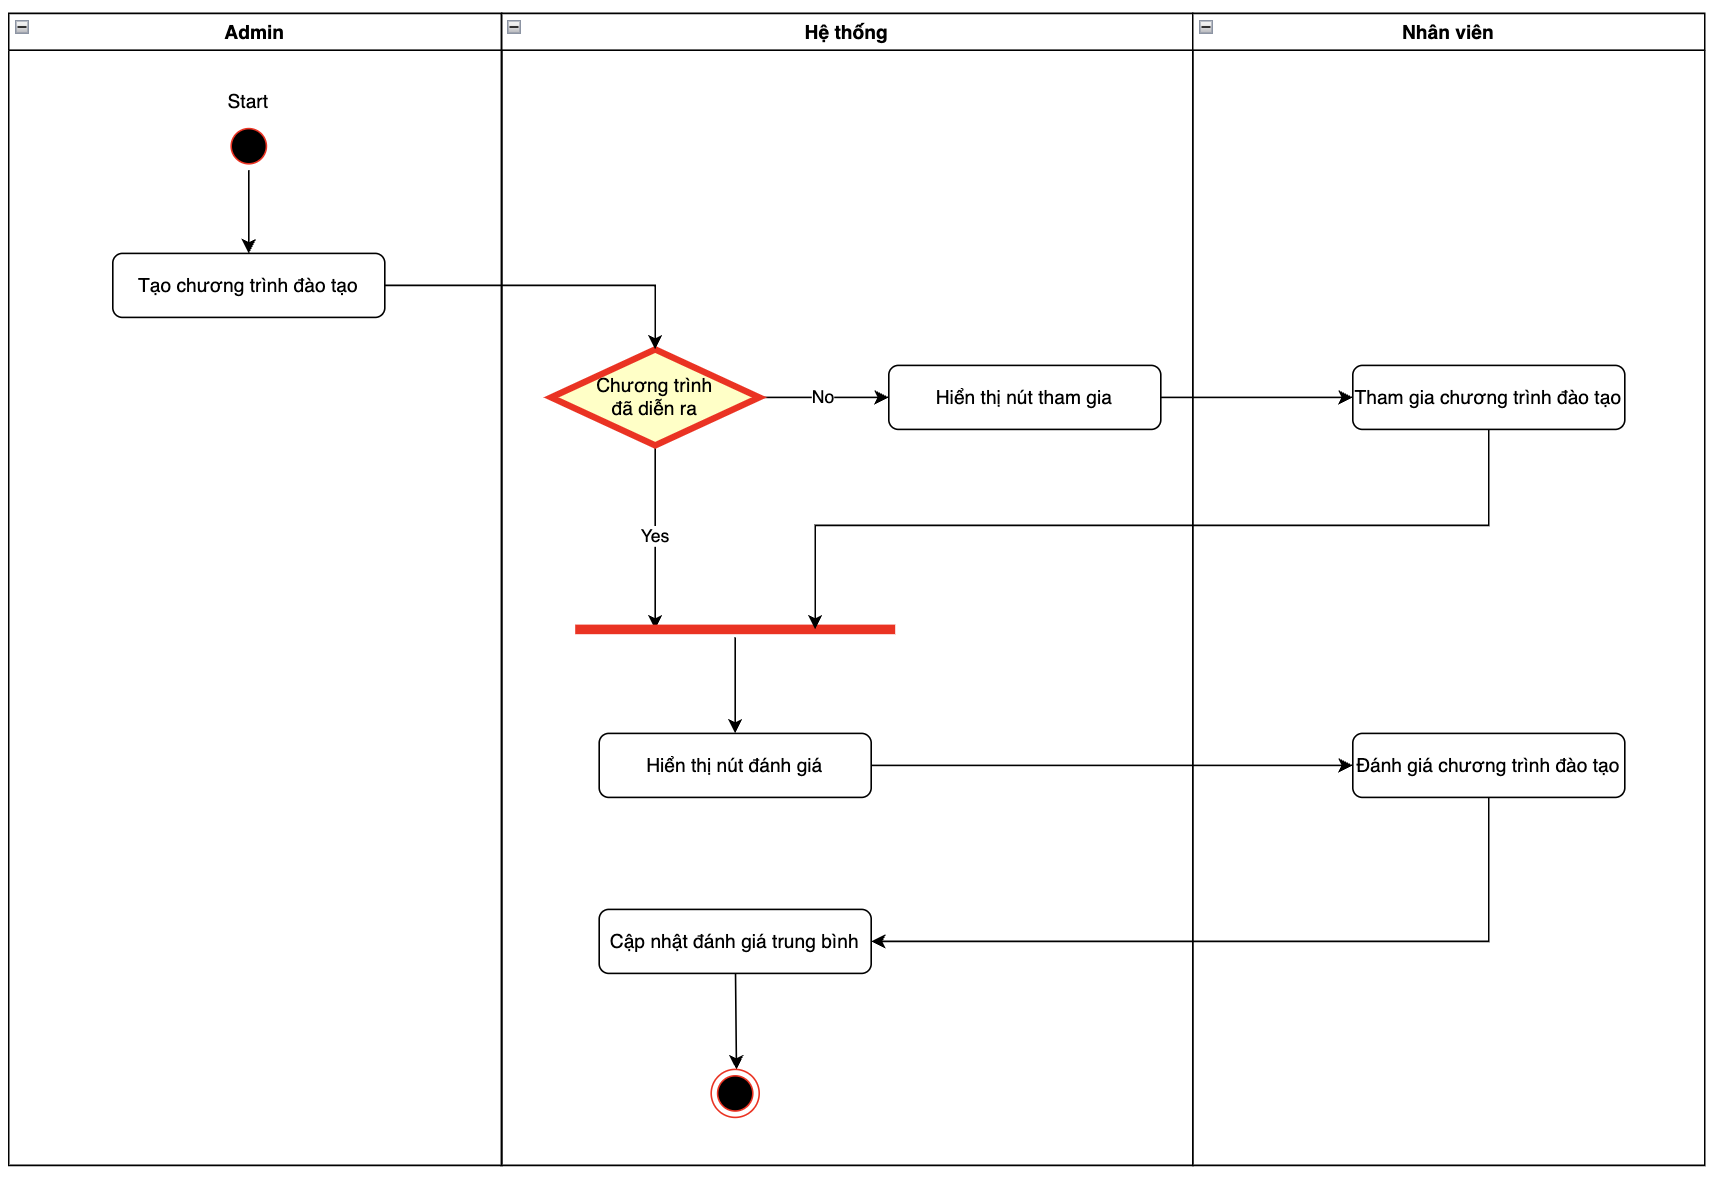 Admin
Hệ thống
Nhân viên
Start
Tạo chương trình đào tạo
Chương trình
đã diễn ra
No
Hiển thị nút tham gia
Tham gia chương trình đào tạo
Yes
Hiển thị nút đánh giá
Đánh giá chương trình đào tạo
Cập nhật đánh giá trung bình